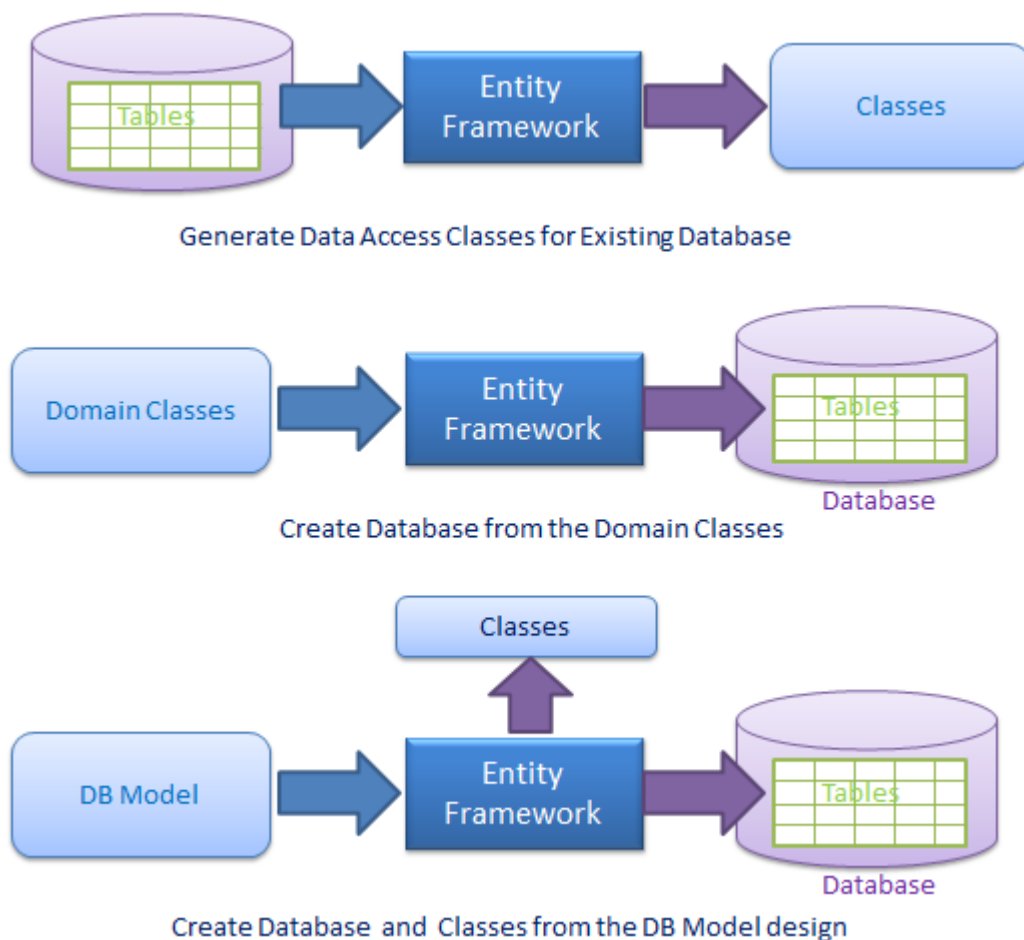 Tables
Entity
Framework
Classes
Generate Data Access Classes for Existing Database
Domain Classes
Entity
Framework
Tables
Database
Create Database from the Domain Classes
Classes
DB Model
Entity
Framework
Tables
Database
Create Database and Classes from the DB Model design